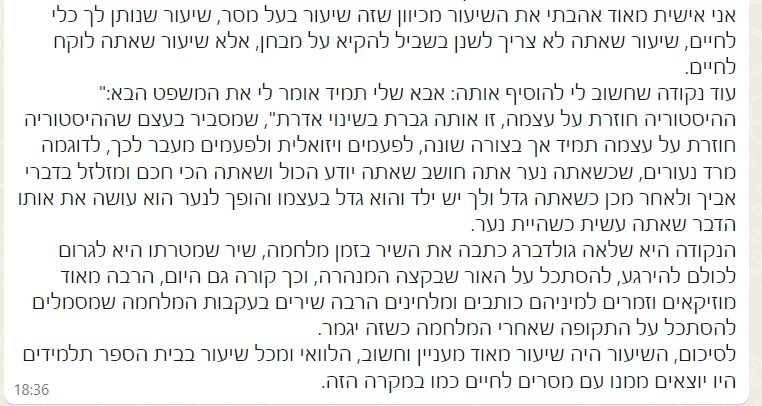 אני אישית מאוד אהבתי את השיעור מכיוון שזה שיעור בעל מסר, שיעור שנותן לך כלי
לחיים, שיעור שאתה לא צריך לשנן בשביל להקיא על מבחן, אלא שיעור שאתה לוקח
לחיים.
עוד נקודה שחשוב לי להוסיף אותה: אבא שלי תמיד אומר לי את המשפט הבא:"
ההיסטוריה חוזרת על עצמה, זו אותה גברת בשינוי אדרת", שמסביר בעצם שההיסטוריה
חוזרת על עצמה תמיד אך בצורה שונה, לפעמים ויזואלית ולפעמים מעבר לכך, לדוגמה
מרד נעורים, שכשאתה נער אתה חושב שאתה יודע הכול ושאתה הכי חכם ומזלזל בדברי
אביך ולאחר מכן כשאתה גדל ולך יש ילד והוא גדל בעצמו והופך לנער הוא עושה את אותו
הדבר שאתה עשית כשהיית נער.
הנקודה היא שלאה גולדברג כתבה את השיר בזמן מלחמה, שיר שמטרתו היא לגרום
לכולם להירגע, להסתכל על האור שבקצה המנהרה, וכך קורה גם היום, הרבה מאוד
מוזיקאים וזמרים למיניהם כותבים ומלחינים הרבה שירים בעקבות המלחמה שמסמלים
להסתכל על התקופה שאחרי המלחמה כשזה יגמר.
לסיכום, השיעור היה שיעור מאוד מעניין וחשוב, הלוואי ומכל שיעור בבית הספר תלמידים
היו יוצאים ממנו עם מסרים לחיים כמו במקרה הזה.
18:36